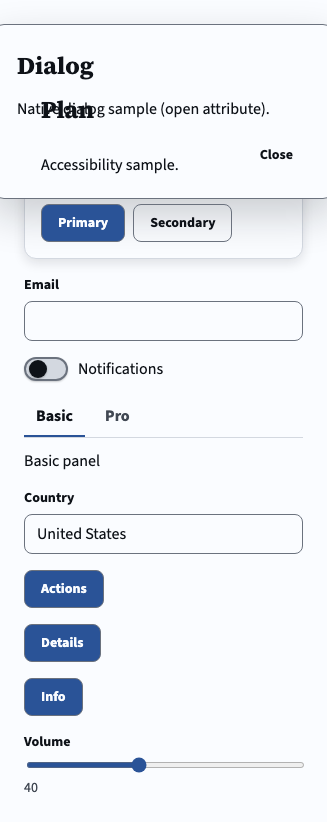 Dialog
Native dialog sample (open attribute).
Plan
Close
Accessibility sample.
Primary
Secondary
Email
Notifications
Basic
Pro
Basic panel
Country
United States
Actions
Details
Info
Volume
40